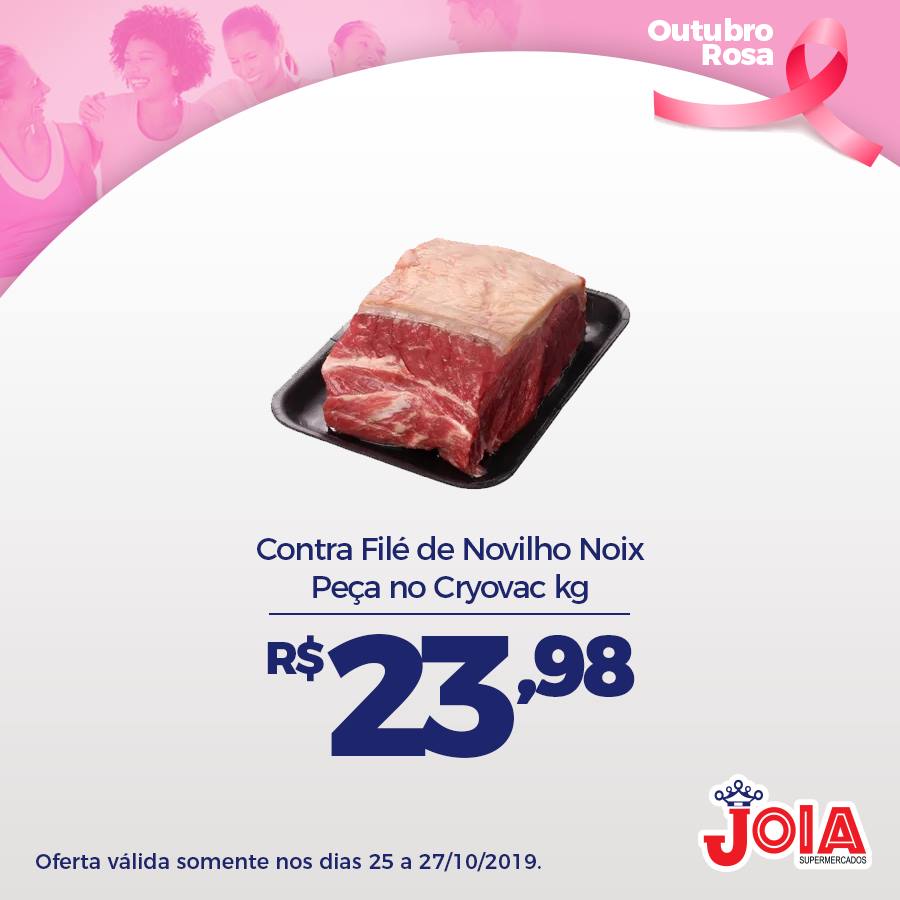 Outubro
Rosa
Contra Filé de Novilho Noix
Peça no Cryovac kg
R$23,98
JOIA
SUPERMERCADOS
Oferta válida somente nos dias 25 a 27/10/2019.